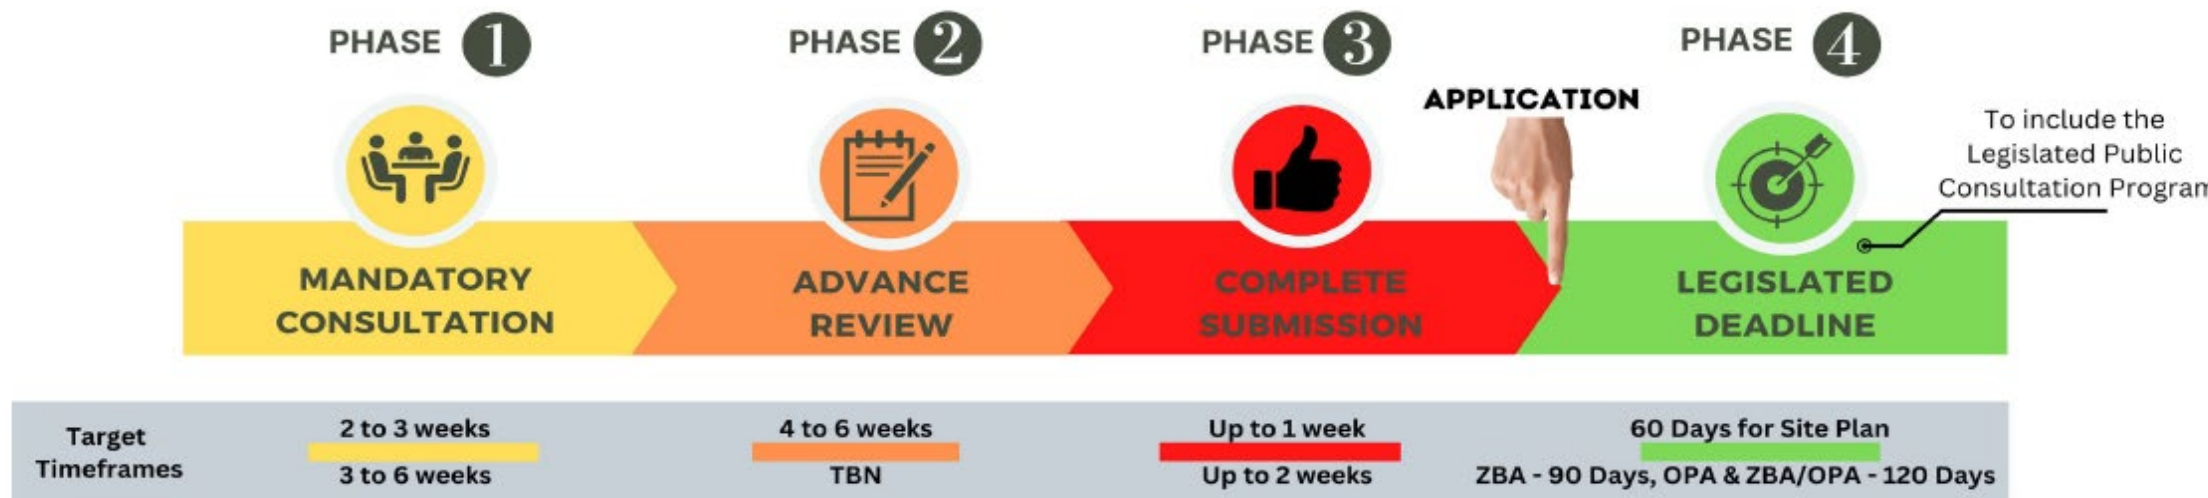 PHASE 1
PHASE 2
PHASE 3
PHASE 4
APPLICATION
To include the
Legislated Public
Consultation Program
MANDATORY
CONSULTATION
ADVANCE
REVIEW
COMPLETE
SUBMISSION
LEGISLATED
DEADLINE
Target
Timeframes
2 to 3 weeks
3 to 6 weeks
4 to 6 weeks
TBN
Up to 1 week
Up to 2 weeks
60 Days for Site Plan
ZBA - 90 Days, OPA & ZBA/OPA - 120 Days